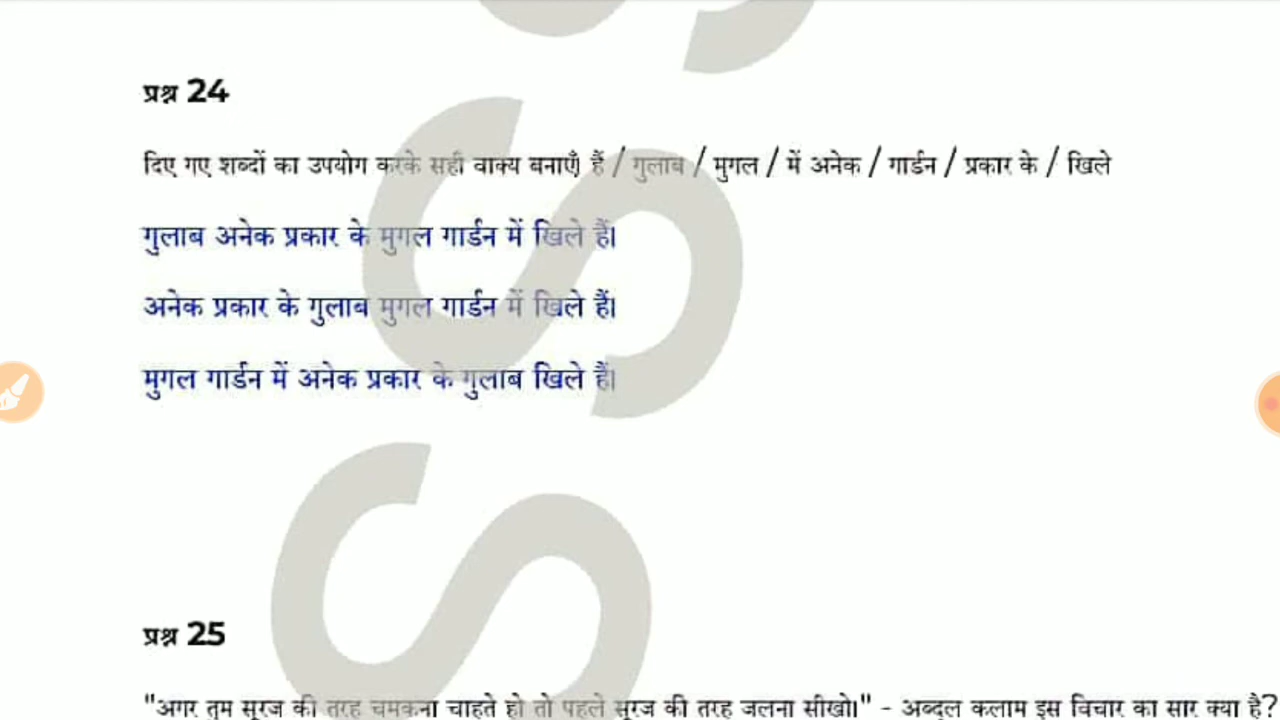 प्रश्न 24
दिए गए शब्दों का उपयोग करके सही वाक्य बनाएँ। हैं / गुलाब / मुगल / में अनेक / गार्डन / प्रकार के / खिले
गुलाब अनेक प्रकार के मुगल गार्डन में खिले हैं।
अनेक प्रकार के गुलाब मुगल गार्डन में खिले हैं।
मुगल गार्डन में अनेक प्रकार के गुलाब खिले हैं।
प्रश्न 25
"अगर तुम सूरज की तरह चमकना चाहते हो तो पहले सूरज की तरह जलना सीखो।" - अब्दुल कलाम इस विचार का सार क्या है?